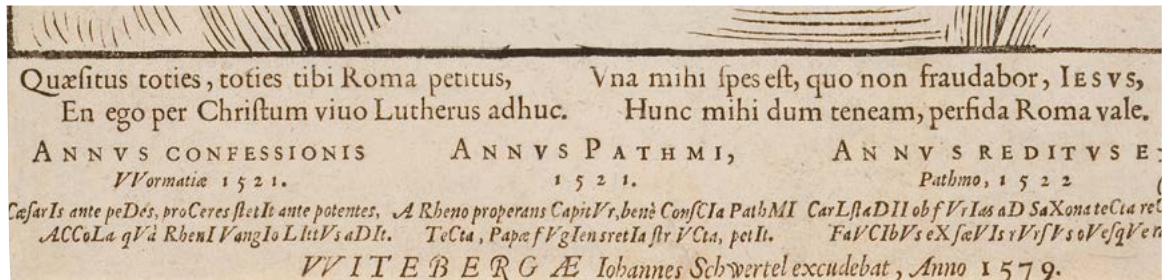 Quæſitus toties, toties tibi Roma petitus,
En ego per Chriſtum viuo Lutherus adhuc.
Vna mihi ſpes eſt, quo non fraudabor, IESVS,
Hunc mihi dum teneam, perfida Roma vale.
ANNVS CONFESSIONIS
VVormatiæ 1521.
CæſarIs ante peDes, proCeres ſtetIt ante potentes,
ACCoLa qVà RhenI VangIo LIttVs aDIt.
ANNVS PATHMI,
1521.
A Rheno properans CapitVr, benè ConſCIa PathMI
TeCta, Papæ fVgIens retIa ſtrVCta, petIt.
ANNVS REDITVS E
Pathmo, 1522
CarLſtaDII ob fVrIas aD SaXona teCta
FaVCIbVs eX ſæVIs rVrſVs oVeſqVe
VVITEBERGÆ Iohannes Schwertel excudebat, Anno 1579.